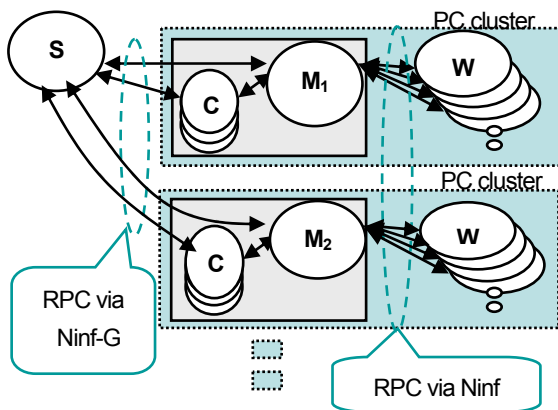 PC cluster
S
M1
W
C
PC cluster
M2
W
C
RPC via
Ninf-G
RPC via Ninf